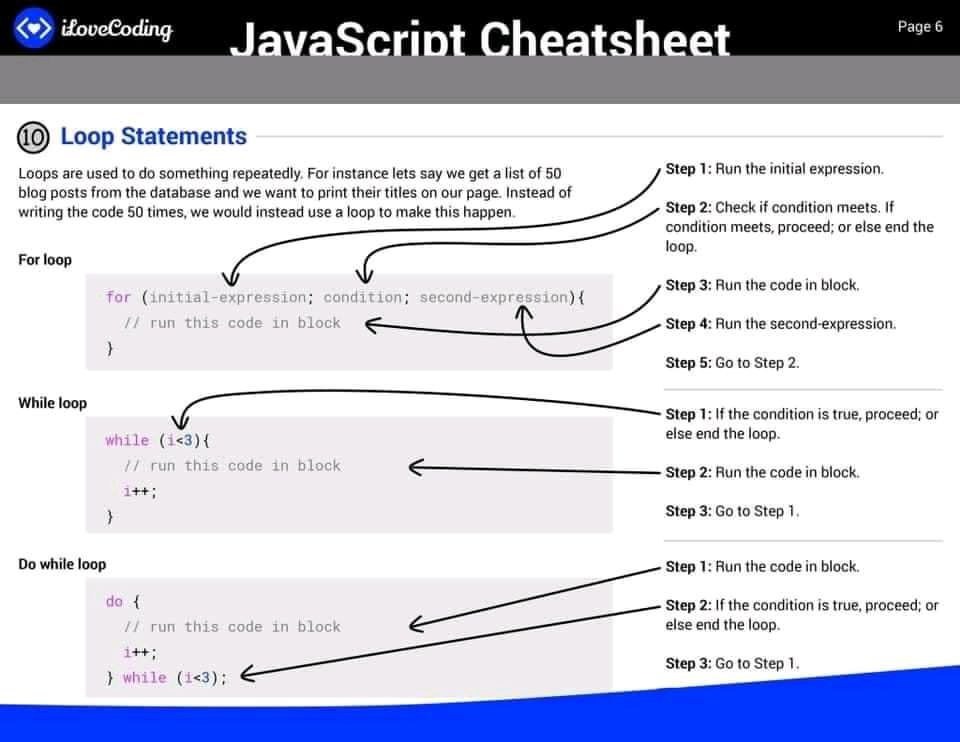 iLoveCoding
JavaScript Cheatsheet
Page 6
10 Loop Statements
Loops are used to do something repeatedly. For instance lets say we get a list of 50
blog posts from the database and we want to print their titles on our page. Instead of
writing the code 50 times, we would instead use a loop to make this happen.
For loop
for (initial-expression; condition; second-expression){
// run this code in block
}
Step 1: Run the initial expression.
Step 2: Check if condition meets. If
condition meets, proceed; or else end the
loop.
Step 3: Run the code in block.
Step 4: Run the second-expression.
Step 5: Go to Step 2.
While loop
while (i<3){
// run this code in block
i++;
}
Step 1: If the condition is true, proceed; or
else end the loop.
Step 2: Run the code in block.
Step 3: Go to Step 1.
Do while loop
do {
// run this code in block
i++;
} while (i<3);
Step 1: Run the code in block.
Step 2: If the condition is true, proceed; or
else end the loop.
Step 3: Go to Step 1.